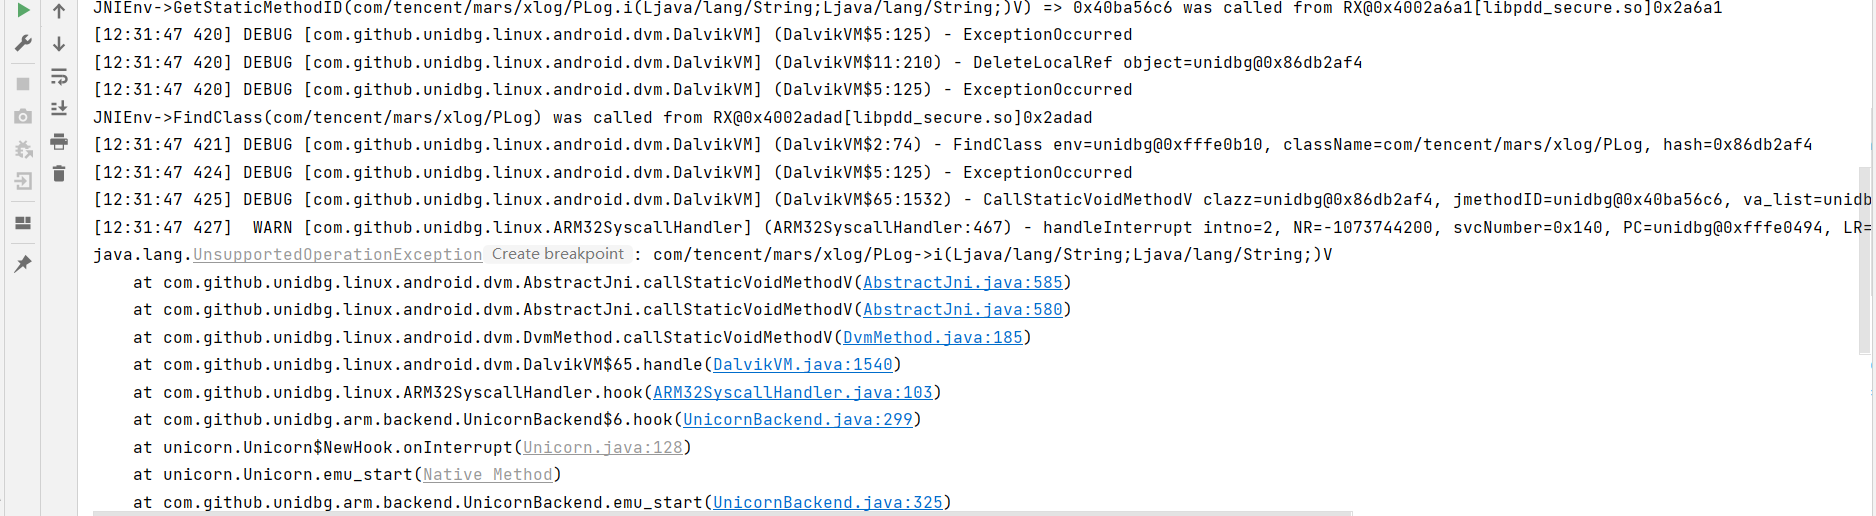 JNIEnv->GetStaticMethodID(com/tencent/mars/xlog/PLog.i(Ljava/lang/String;Ljava/lang/String;)V) => 0x40ba56c6 was called from RX@0x4002a6a1[libpdd_secure.so]0x2a6a1
[12:31:47 420] DEBUG [com.github.unidbg.linux.android.dvm.DalvikVM] (DalvikVM$5:125) - ExceptionOccurred
[12:31:47 420] DEBUG [com.github.unidbg.linux.android.dvm.DalvikVM] (DalvikVM$11:210) - DeleteLocalRef object=unidbg@0x86db2af4
[12:31:47 420] DEBUG [com.github.unidbg.linux.android.dvm.DalvikVM] (DalvikVM$5:125) - ExceptionOccurred
JNIEnv->FindClass(com/tencent/mars/xlog/PLog) was called from RX@0x4002adad[libpdd_secure.so]0x2adad
[12:31:47 421] DEBUG [com.github.unidbg.linux.android.dvm.DalvikVM] (DalvikVM$2:74) - FindClass env=unidbg@0xfffe0b10, className=com/tencent/mars/xlog/PLog, hash=0x86db2af4
[12:31:47 424] DEBUG [com.github.unidbg.linux.android.dvm.DalvikVM] (DalvikVM$5:125) - ExceptionOccurred
[12:31:47 425] DEBUG [com.github.unidbg.linux.android.dvm.DalvikVM] (DalvikVM$65:1532) - CallStaticVoidMethodV clazz=unidbg@0x86db2af4, jmethodID=unidbg@0x40ba56c6, va_list=unidb
[12:31:47 427]  WARN [com.github.unidbg.linux.ARM32SyscallHandler] (ARM32SyscallHandler:467) - handleInterrupt intno=2, NR=-1073744200, svcNumber=0x140, PC=unidbg@0xfffe0494, LR=
java.lang.UnsupportedOperationException Create breakpoint : com/tencent/mars/xlog/PLog->i(Ljava/lang/String;Ljava/lang/String;)V
at com.github.unidbg.linux.android.dvm.AbstractJni.callStaticVoidMethodV(AbstractJni.java:585)
at com.github.unidbg.linux.android.dvm.AbstractJni.callStaticVoidMethodV(AbstractJni.java:580)
at com.github.unidbg.linux.android.dvm.DvmMethod.callStaticVoidMethodV(DvmMethod.java:185)
at com.github.unidbg.linux.android.dvm.DalvikVM$65.handle(DalvikVM.java:1540)
at com.github.unidbg.linux.ARM32SyscallHandler.hook(ARM32SyscallHandler.java:103)
at com.github.unidbg.arm.backend.UnicornBackend$6.hook(UnicornBackend.java:299)
at unicorn.Unicorn$NewHook.onInterrupt(Unicorn.java:128)
at unicorn.Unicorn.emu_start(Native Method)
at com.github.unidbg.arm.backend.UnicornBackend.emu_start(UnicornBackend.java:325)